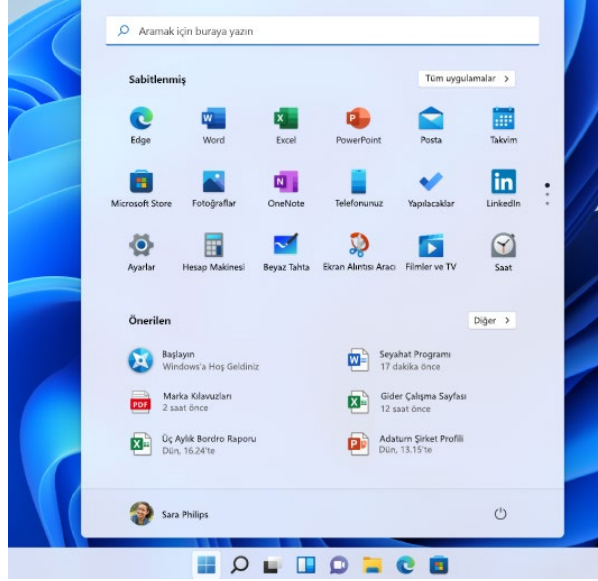 Aramak için buraya yazın
Sabitlenmiş
Tüm uygulamalar >
Edge Word Excel PowerPoint Posta Takvim
Microsoft Store Fotoğraflar OneNote Telefonunuz Yapılacaklar LinkedIn
Ayarlar Hesap Makinesi Beyaz Tahta Ekran Alıntısı Aracı Filmler ve TV Saat
Önerilen
Diğer >
Başlayın
Windows'a Hoş Geldiniz
Seyahat Programı
17 dakika önce
Marka Kılavuzları
2 saat önce
Gider Çalışma Sayfası
12 saat önce
Üç Aylık Bordro Raporu
Dün, 16.24'te
Adatum Şirket Profili
Dün, 13.15'te
Sara Philips